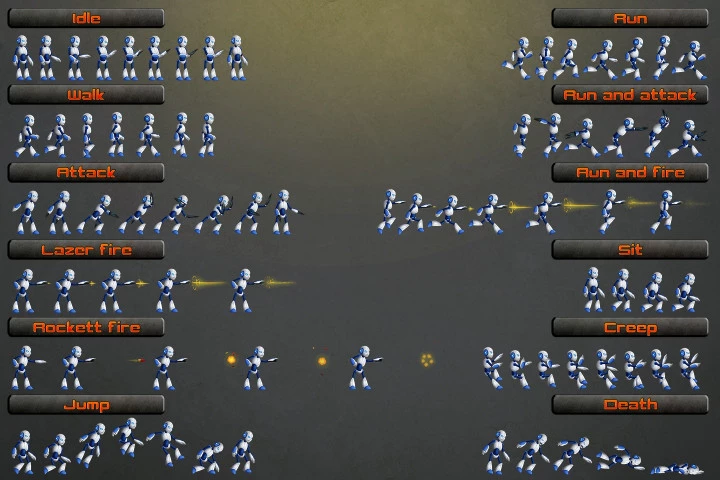 Idle
Run
Walk
Run and attack
Attack
Run and fire
Lazer fire
Sit
Rockett fire
Creep
Jump
Death